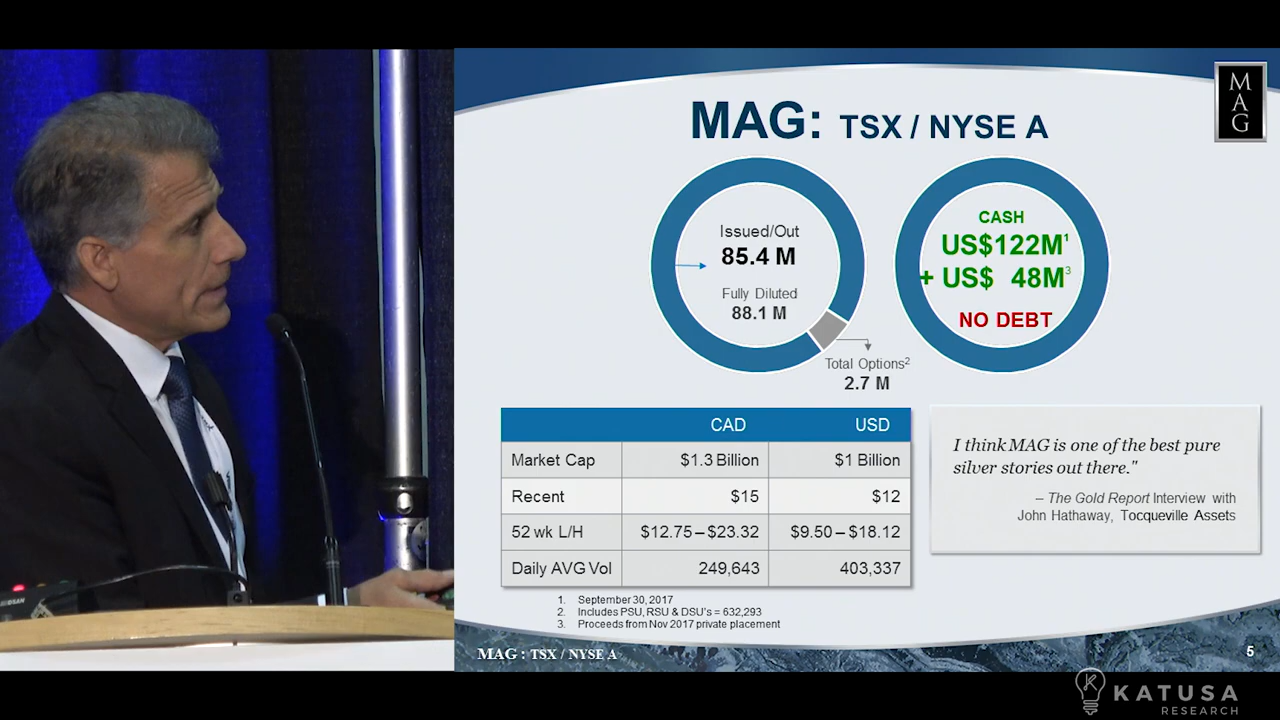 MAG: TSX / NYSE A
M
A
G
Issued/Out
85.4 M
Fully Diluted
88.1 M
Total Options2
2.7 M
CASH
US$122M1
+ US$ 48M3
NO DEBT
CAD USD
Market Cap $1.3 Billion $1 Billion
Recent $15 $12
52 wk L/H $12.75 – $23.32 $9.50 – $18.12
Daily AVG Vol 249,643 403,337
I think MAG is one of the best pure
silver stories out there."
– The Gold Report Interview with
John Hathaway, Tocqueville Assets
1. September 30, 2017
2. Includes PSU, RSU & DSU's = 632,293
3. Proceeds from Nov 2017 private placement
MAG : TSX / NYSE A
5
KATUSA
RESEARCH